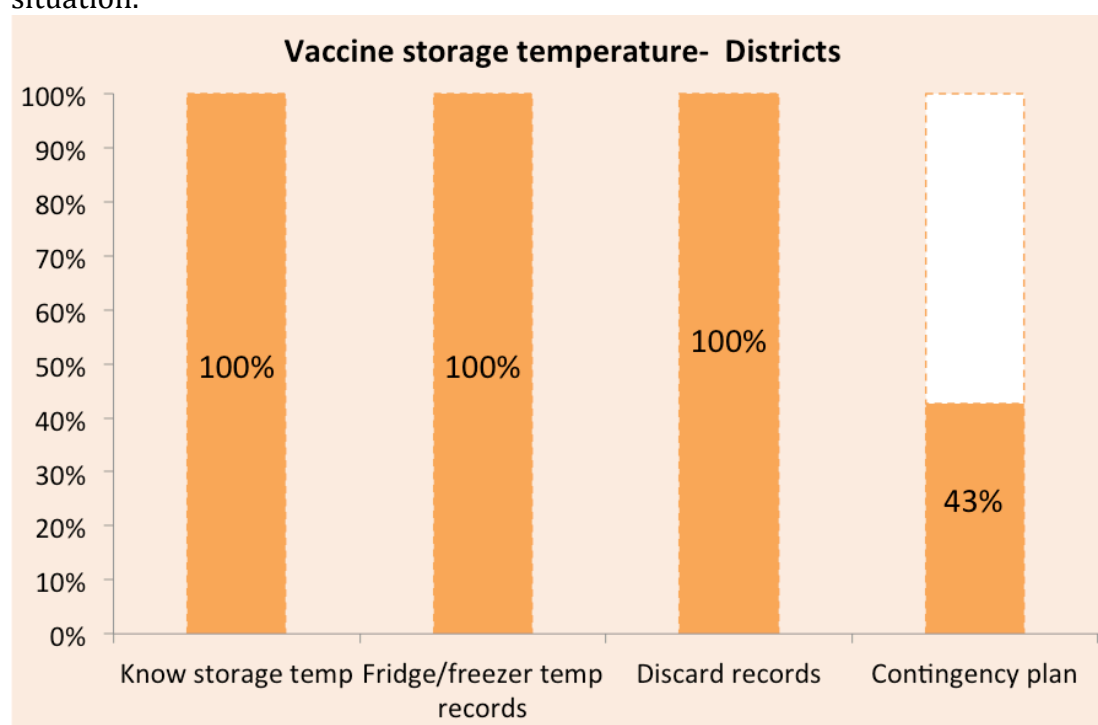 situation.
Vaccine storage temperature- Districts
100%
90%
80%
70%
60%
50%
40%
30%
20%
10%
0%
100%
100%
100%
43%
Know storage temp
Fridge/freezer temp
records
Discard records
Contingency plan